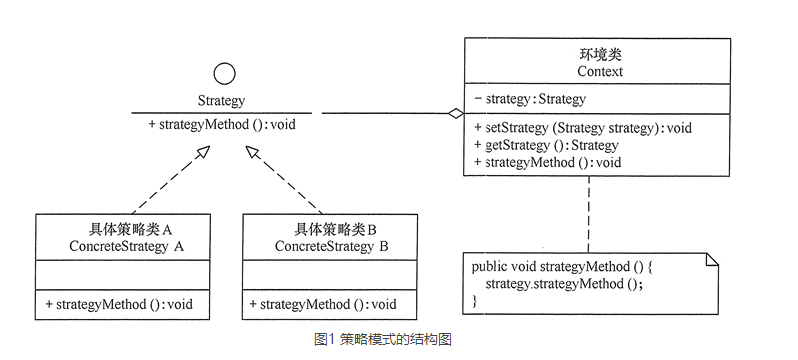 Strategy
+ strategyMethod ( ) : void
环境类
Context
- strategy : Strategy
+ setStrategy (Strategy strategy) : void
+ getStrategy ( ) : Strategy
+ strategyMethod ( ) : void
具体策略类A
ConcreteStrategy A
+ strategyMethod ( ) : void
具体策略类B
ConcreteStrategy B
+ strategyMethod ( ) : void
public void strategyMethod ( ) {
strategy.strategyMethod ( );
}
图1 策略模式的结构图